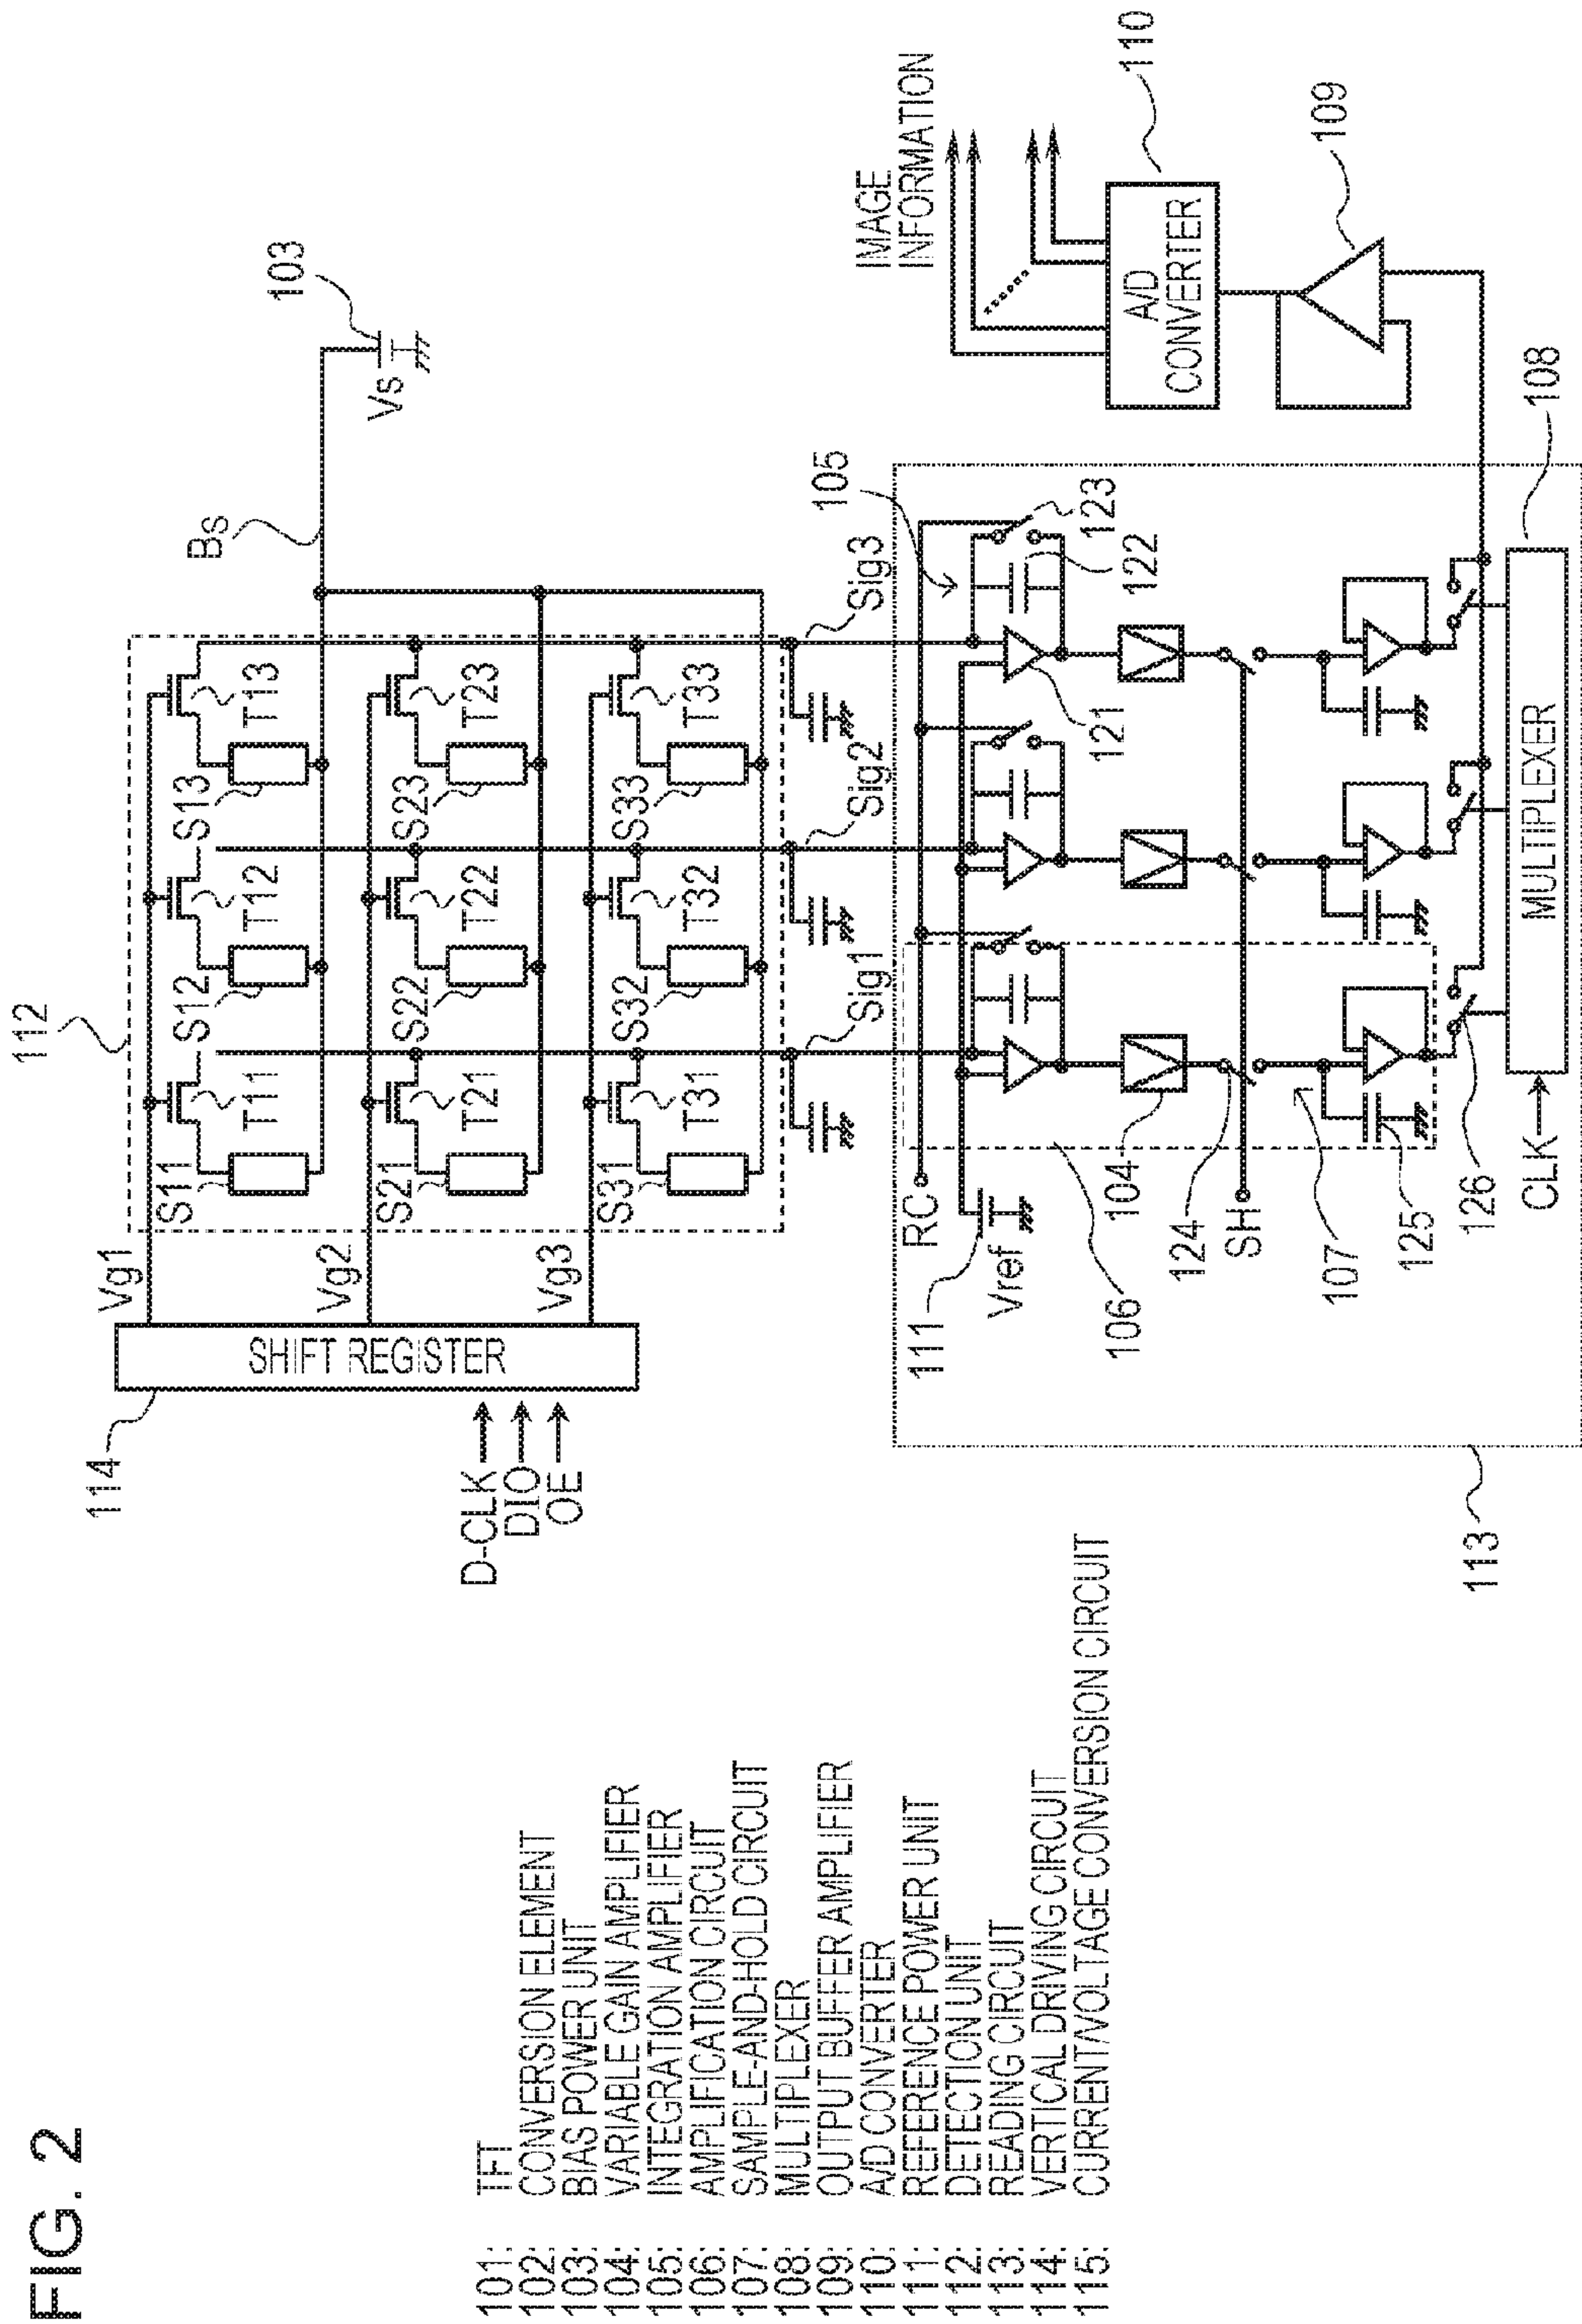 FIG. 2
101: TFT
102: CONVERSION ELEMENT
103: BIAS POWER UNIT
104: VARIABLE GAIN AMPLIFIER
105: INTEGRATION AMPLIFIER
106: AMPLIFICATION CIRCUIT
107: SAMPLE-AND-HOLD CIRCUIT
108: MULTIPLEXER
109: OUTPUT BUFFER AMPLIFIER
110: A/D CONVERTER
111: REFERENCE POWER UNIT
112: DETECTION UNIT
113: READING CIRCUIT
114: VERTICAL DRIVING CIRCUIT
115: CURRENT/VOLTAGE CONVERSION CIRCUIT
114
SHIFT REGISTER
D-CLK
DIO
OE
112
Vg1
S11
T11
S12
T12
S13
T13
Vg2
S21
T21
S22
T22
S23
T23
Vg3
S31
T31
S32
T32
S33
T33
Bs
Vs
103
Sig1
Sig2
Sig3
105
RC
111
Vref
106
104
124
SH
107
125
126
CLK
121
122
123
MULTIPLEXER
108
113
IMAGE
INFORMATION
A/D
CONVERTER
110
109